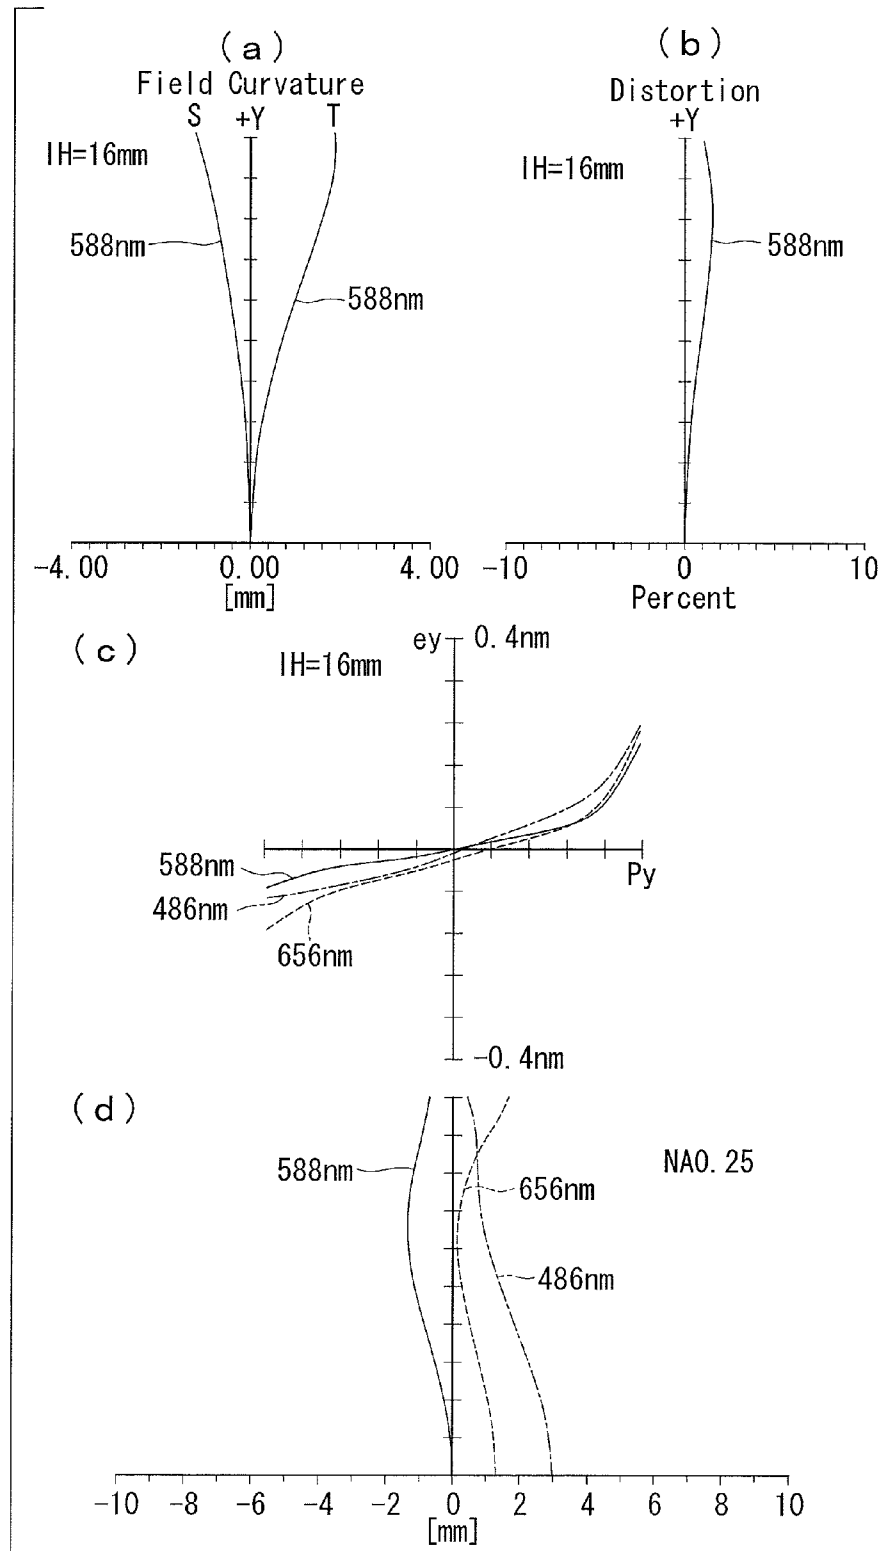 (a)
Field Curvature
S +Y T
IH=16mm
588nm
588nm
-4.00 0.00 4.00
[mm]
(b)
Distortion
+Y
IH=16mm
588nm
-10 0 10
Percent
(c)
IH=16mm
ey 0.4nm
588nm
486nm
656nm
Py
-0.4nm
(d)
588nm
NA0.25
656nm
486nm
-10 -8 -6 -4 -2 0 2 4 6 8 10
[mm]